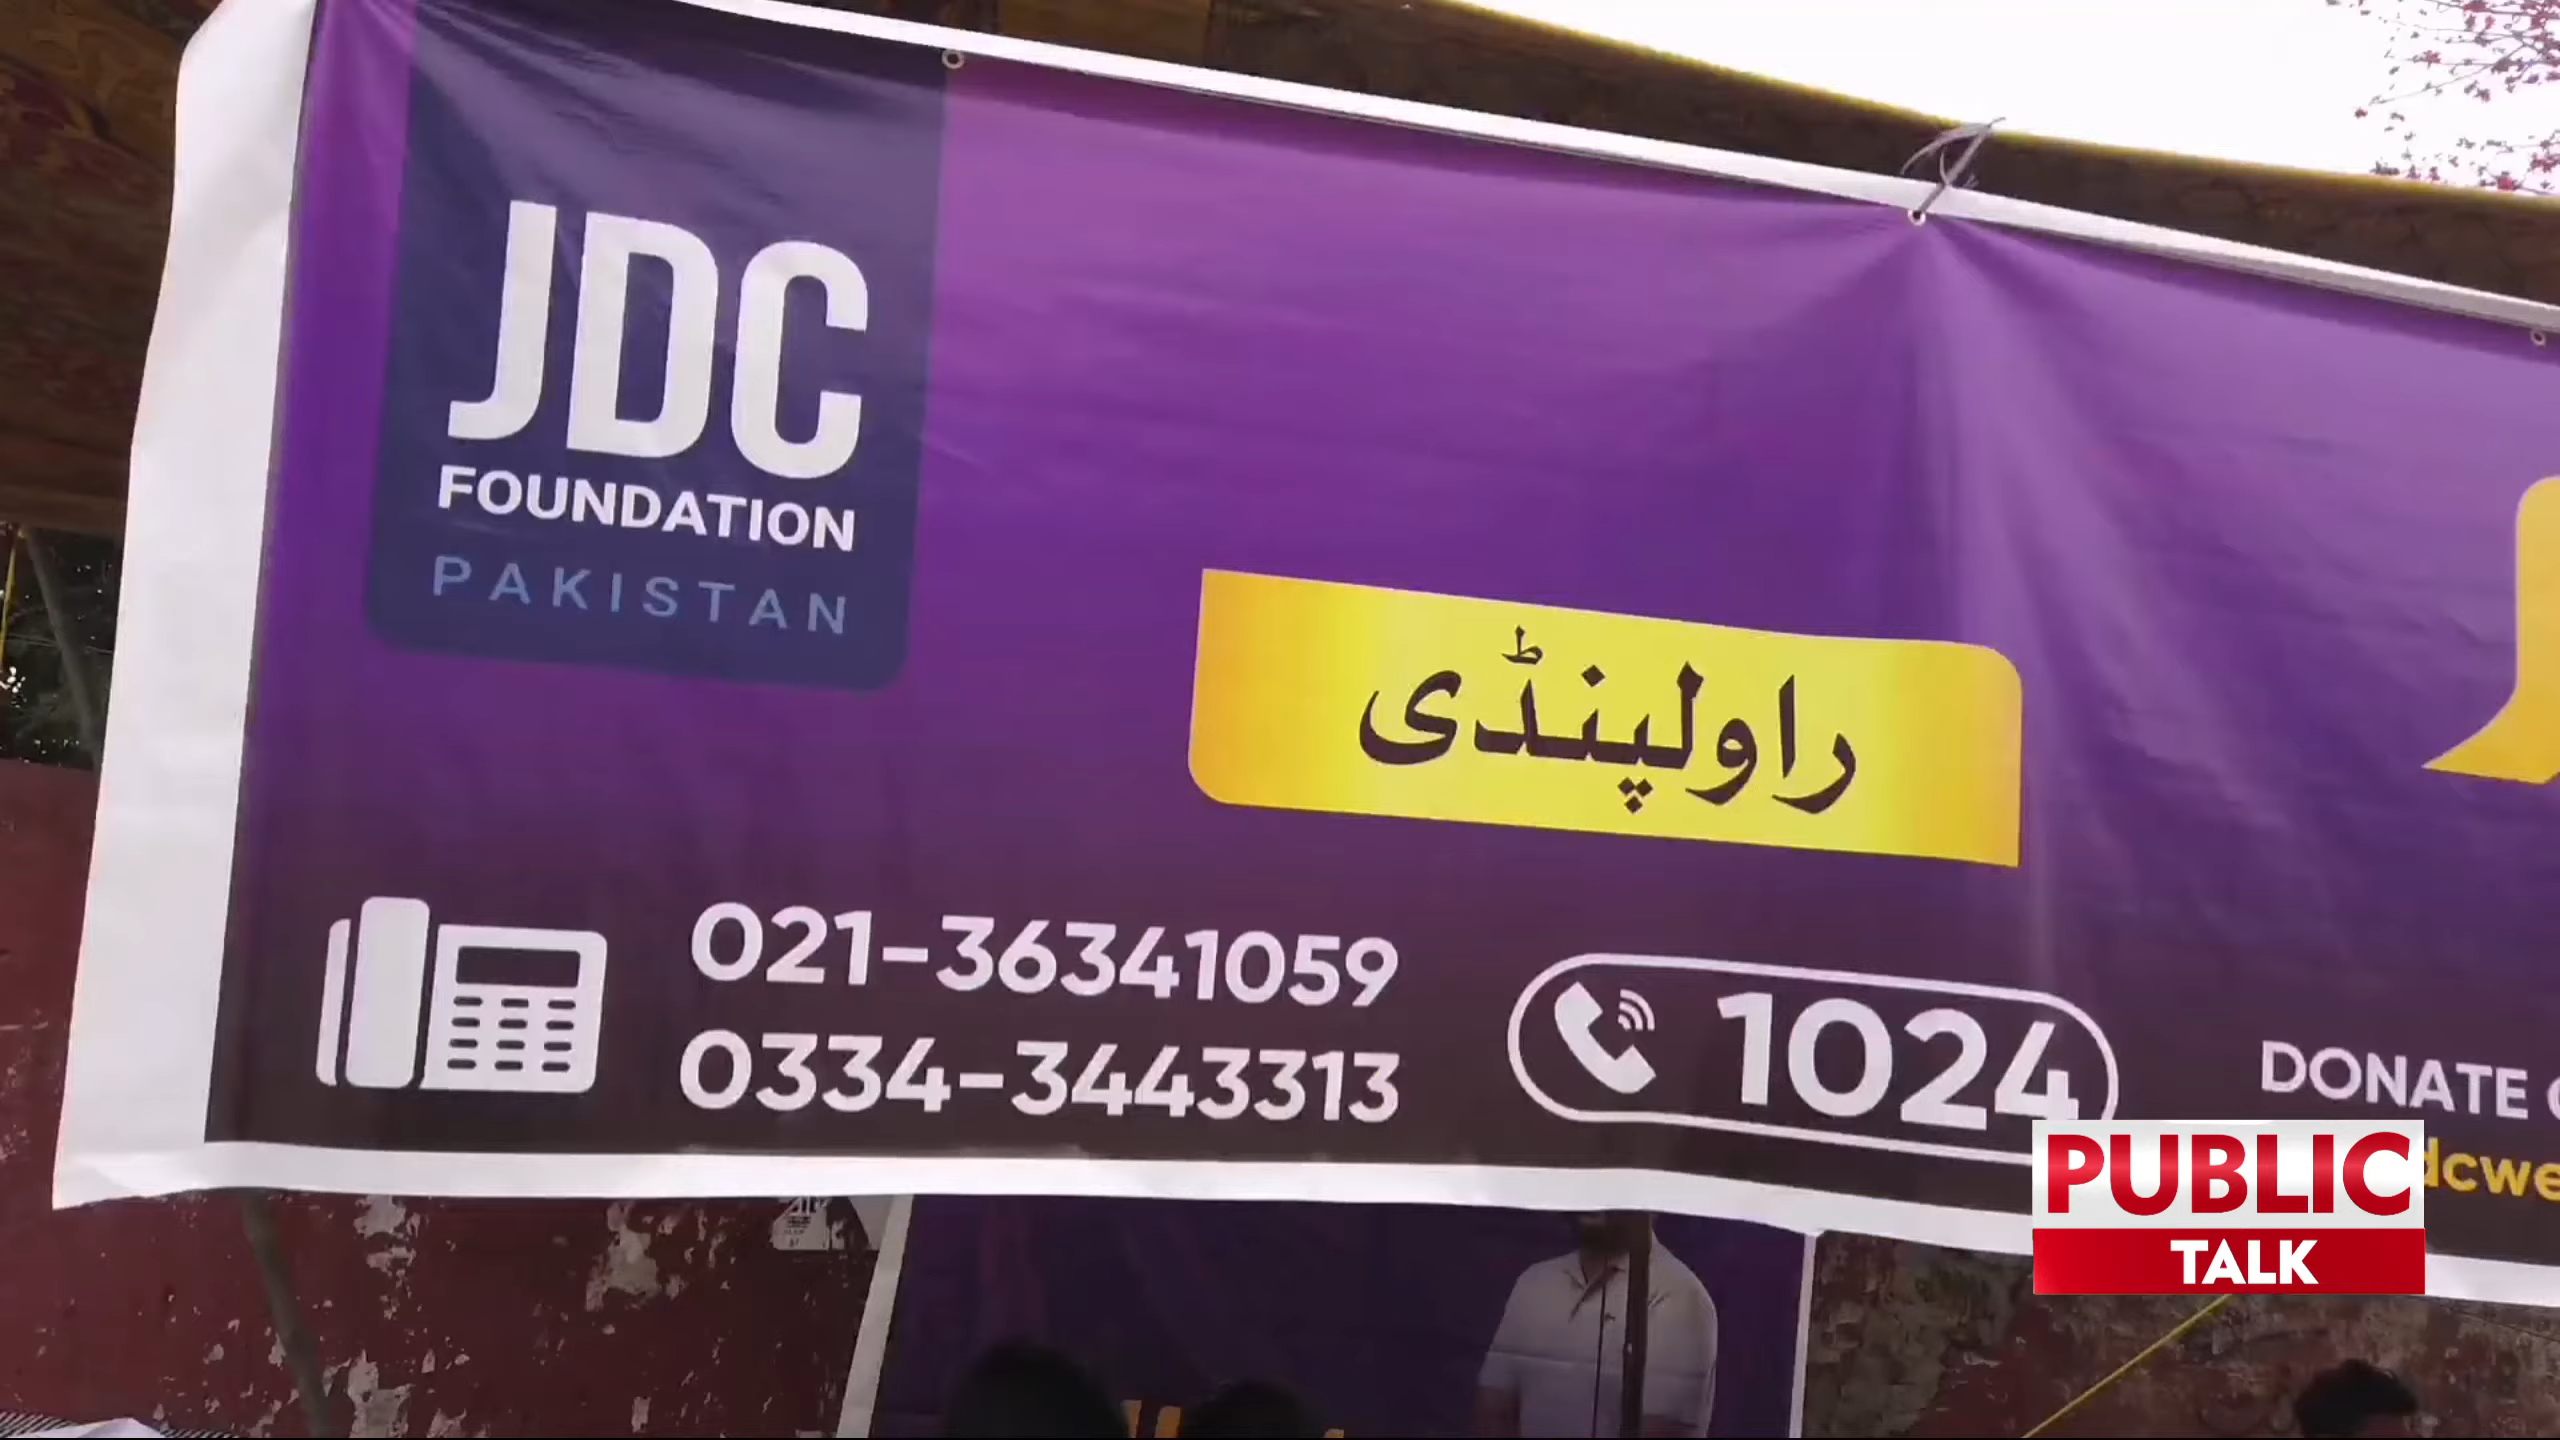 JDC
FOUNDATION
PAKISTAN
راولپنڈی
021-36341059
0334-3443313
1024
DONATE
PUBLIC
TALK